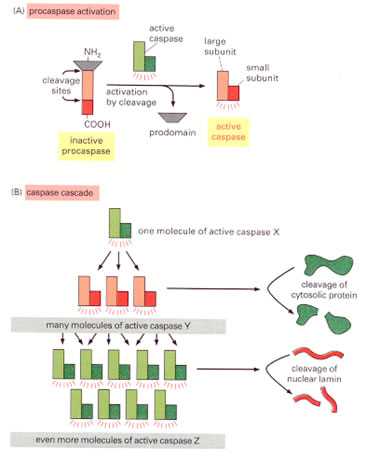 (A) procaspase activation
active
caspase
large
subunit
small
subunit
NH2
cleavage
sites
activation
by cleavage
COOH
prodomain
inactive
procaspase
active
caspase
(B) caspase cascade
one molecule of active caspase X
cleavage of
cytosolic protein
many molecules of active caspase Y
cleavage of
nuclear lamin
even more molecules of active caspase Z